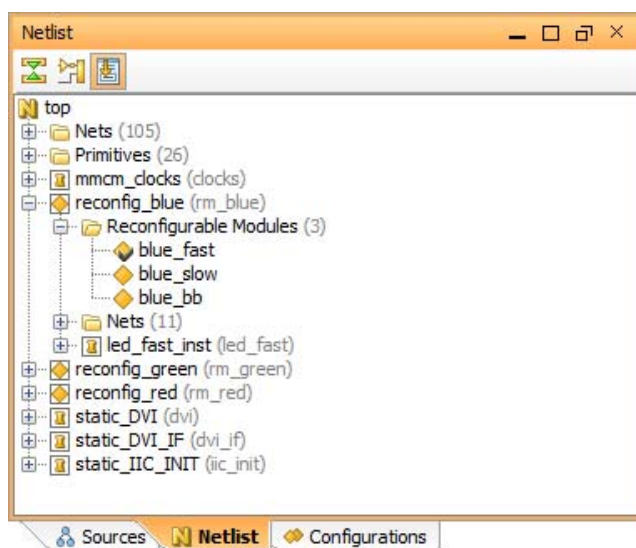 Netlist
top
Nets (105)
Primitives (26)
mmcm_clocks (clocks)
reconfig_blue (rm_blue)
Reconfigurable Modules (3)
blue_fast
blue_slow
blue_bb
Nets (11)
led_fast_inst (led_fast)
reconfig_green (rm_green)
reconfig_red (rm_red)
static_DVI (dvi)
static_DVI_IF (dvi_if)
static_IIC_INIT (iic_init)
Sources Netlist Configurations